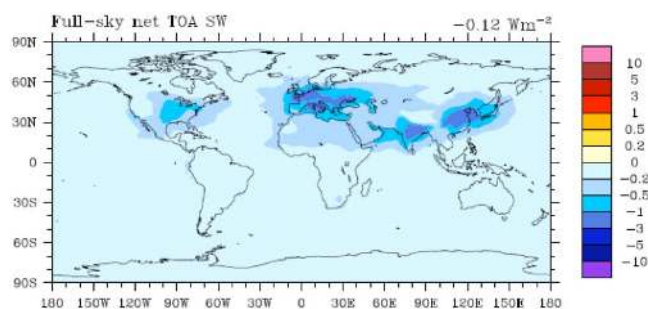 Full-sky net TOA SW −0.12 Wm⁻²
90N
60N
30N
0
30S
60S
90S
180 150W 120W 90W 60W 30W 0 30E 60E 90E 120E 150E 180
10
5
3
1
0.5
0.2
0
−0.2
−0.5
−1
−3
−5
−10